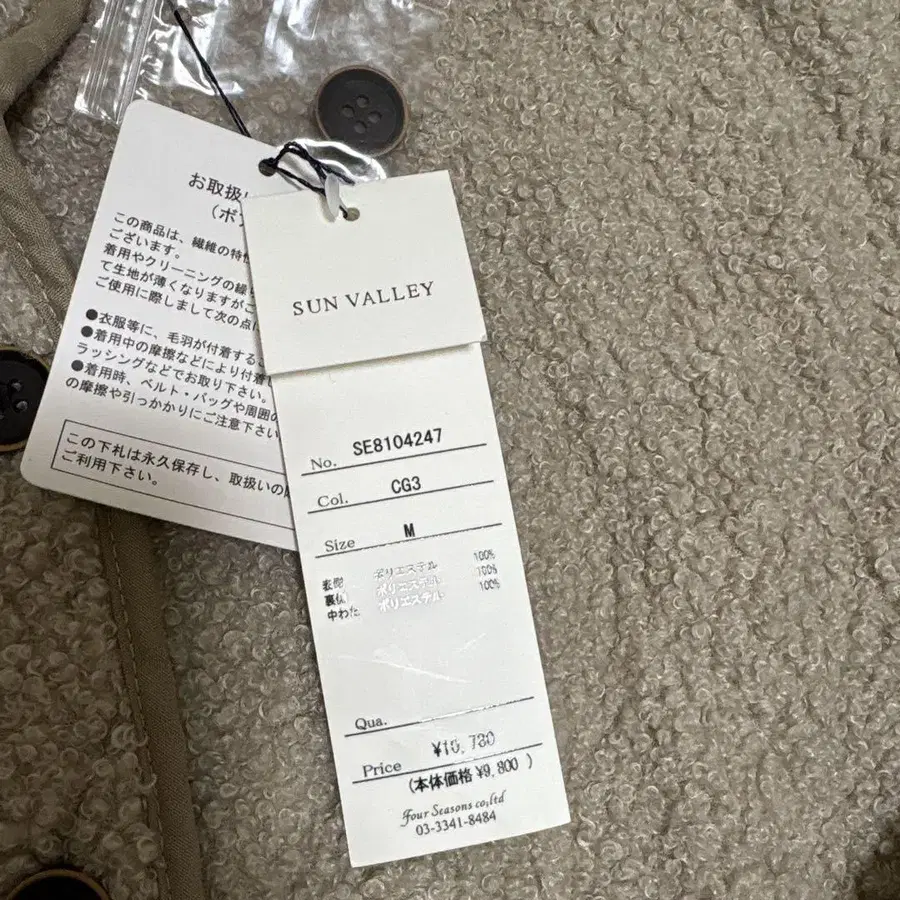 お取扱い
（ボ
この商品は、繊維の特性
ございます。
着用やクリーニングの繰り
て生地が薄くなりますがご
ご使用に際しまして次の点に
●衣服等に、毛羽が付着するこ
●着用中の摩擦などにより付着し
ラッシングなどでお取り下さい。
●着用時、ベルト・バッグや周囲の
の摩擦や引っかかりにご注意下さい
この下札は永久保存し、取扱いの際
ご利用下さい。
SUN VALLEY
No. SE8104247
Col. CG3
Size M
表側 ポリエステル 100%
裏側 ポリエステル 100%
中わた ポリエステル 100%
Qua.
Price ¥10,780
(本体価格 ¥9,800 )
Four Seasons co,ltd
03-3341-8484